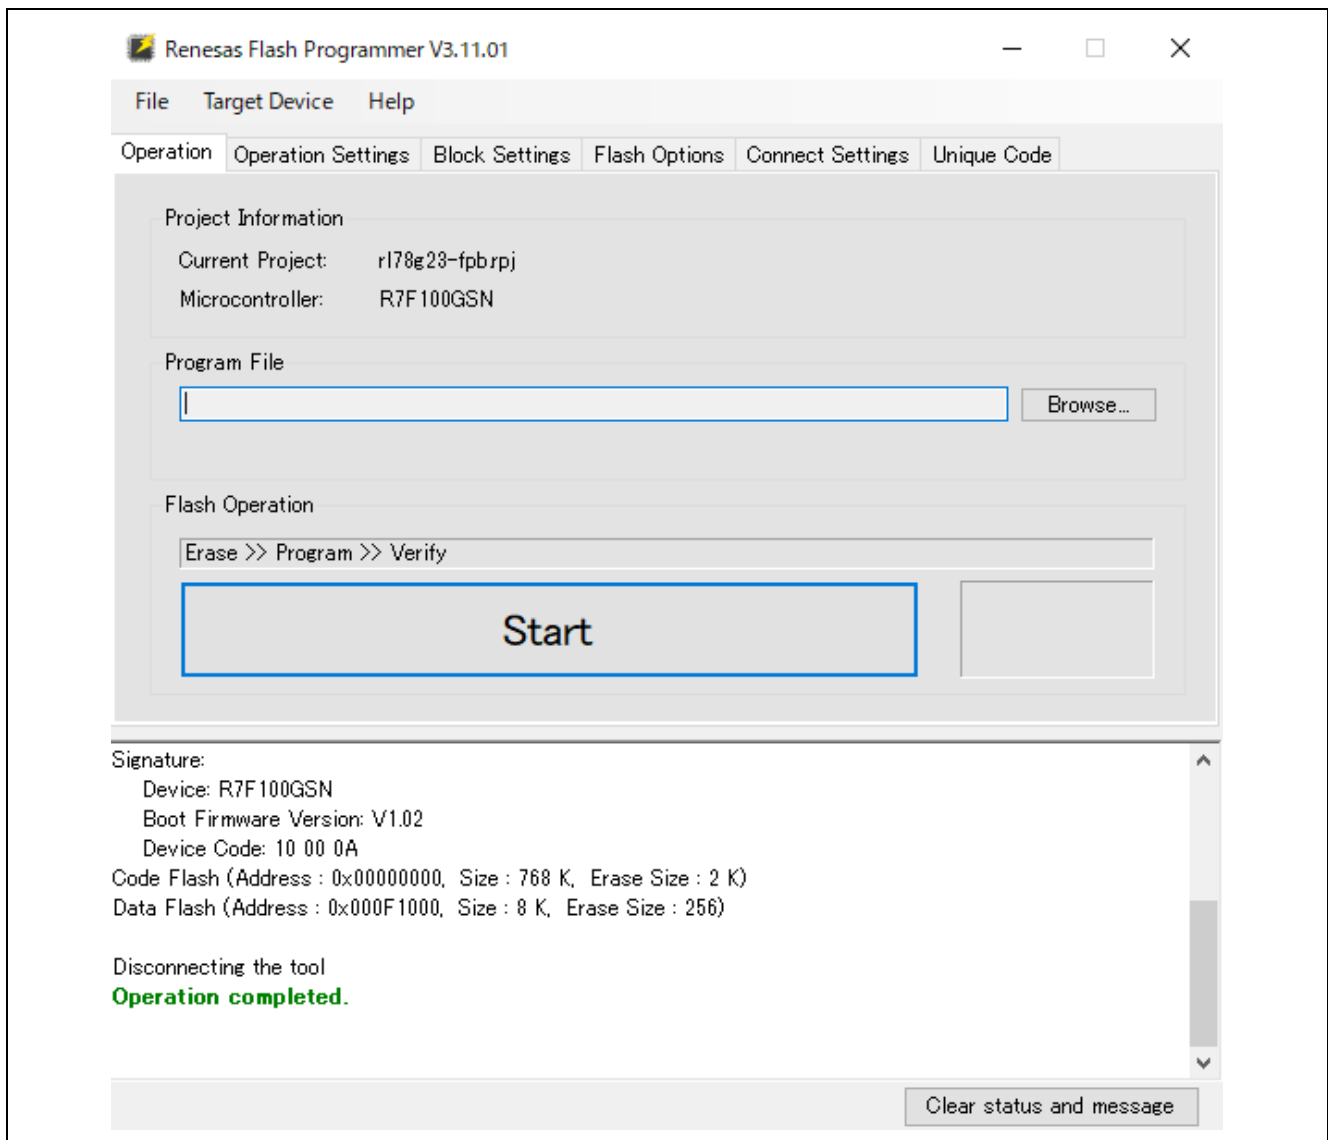 Renesas Flash Programmer V3.11.01
File Target Device Help
Operation Operation Settings Block Settings Flash Options Connect Settings Unique Code
Project Information
Current Project: rl78g23-fpb.rpj
Microcontroller: R7F100GSN
Program File
Browse...
Flash Operation
Erase >> Program >> Verify
Start
Signature:
Device: R7F100GSN
Boot Firmware Version: V1.02
Device Code: 10 00 0A
Code Flash (Address : 0x00000000, Size : 768 K, Erase Size : 2 K)
Data Flash (Address : 0x000F1000, Size : 8 K, Erase Size : 256)
Disconnecting the tool
Operation completed.
Clear status and message